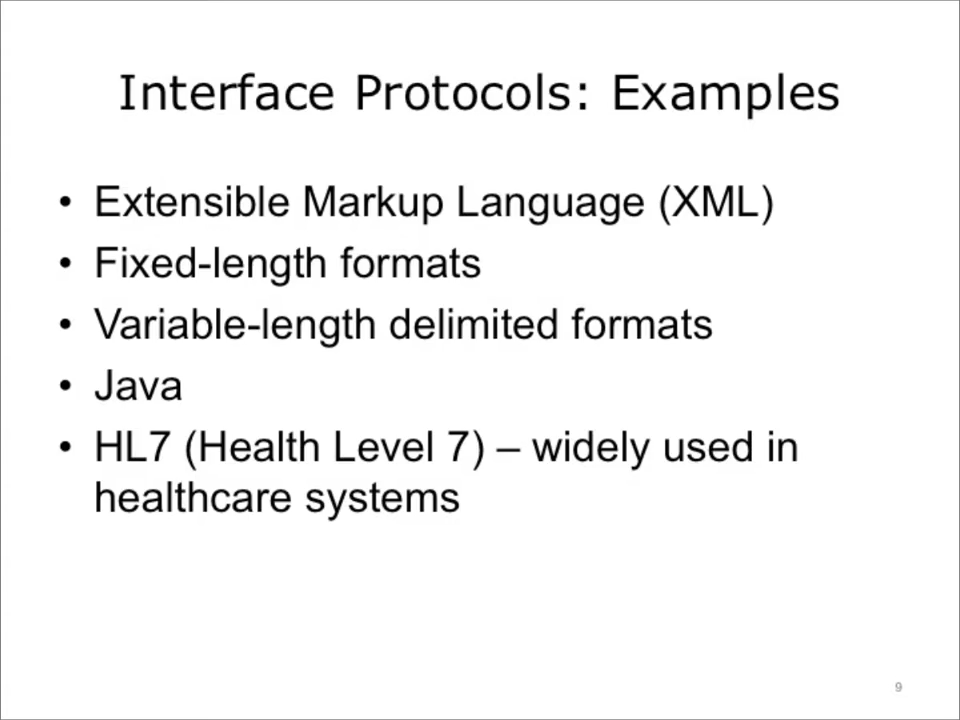 Interface Protocols: Examples
• Extensible Markup Language (XML)
• Fixed-length formats
• Variable-length delimited formats
• Java
• HL7 (Health Level 7) – widely used in
healthcare systems
9